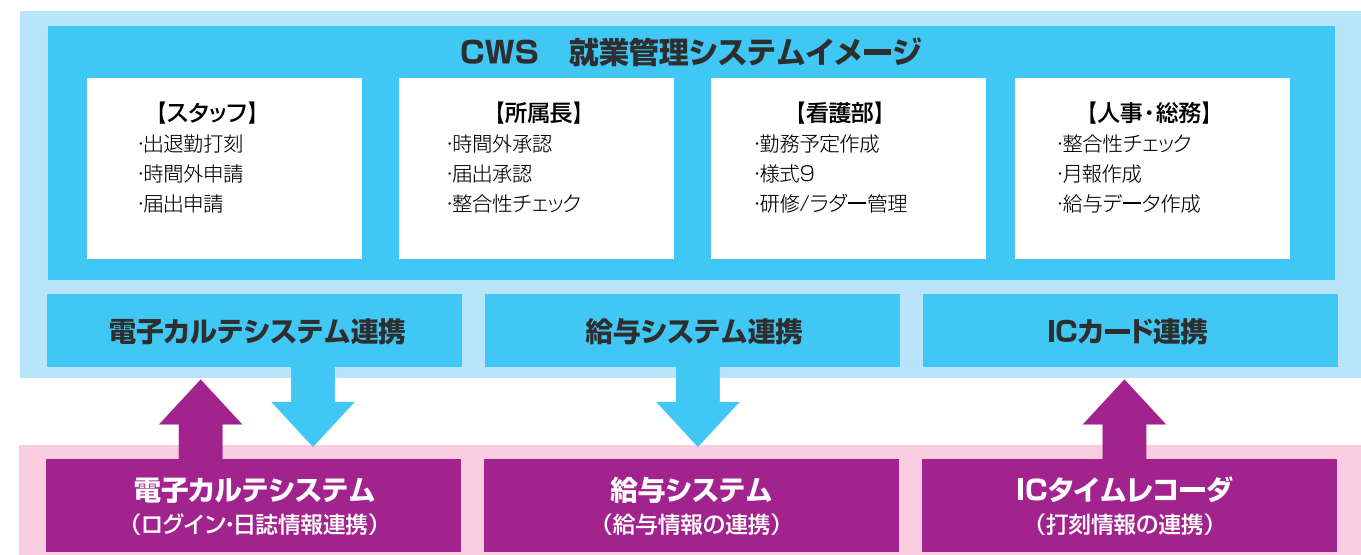 CWS 就業管理システムイメージ
【スタッフ】
・出退勤打刻
・時間外申請
・届出申請
【所属長】
・時間外承認
・届出承認
・整合性チェック
【看護部】
・勤務予定作成
・様式9
・研修/ラダー管理
【人事・総務】
・整合性チェック
・月報作成
・給与データ作成
電子カルテシステム連携
給与システム連携
ICカード連携
電子カルテシステム
（ログイン・日誌情報連携）
給与システム
（給与情報の連携）
ICタイムレコーダ
（打刻情報の連携）